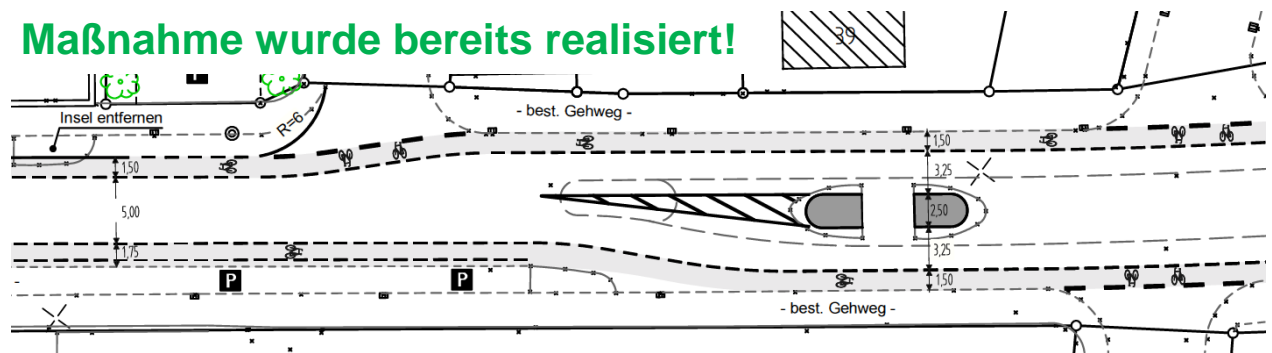 Maßnahme wurde bereits realisiert!
39
P
Insel entfernen
R=6
- best. Gehweg -
1,50
1,50
3,25
5,00
2,50
1,75
3,25
P
P
1,50
- best. Gehweg -